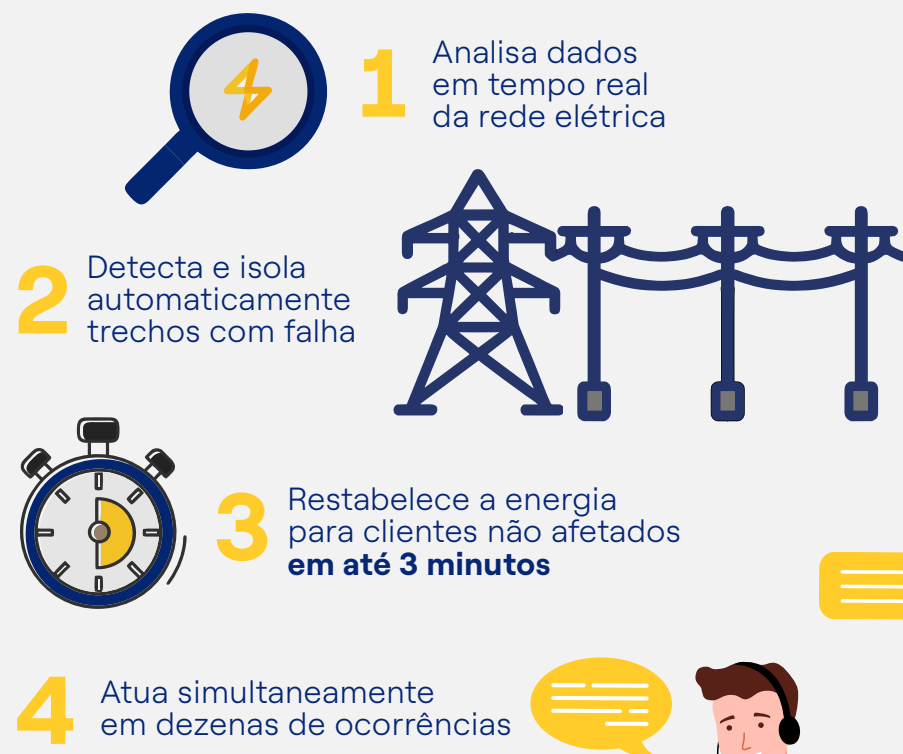 1
Analisa dados
em tempo real
da rede elétrica
2
Detecta e isola
automaticamente
trechos com falha
3
Restabelece a energia
para clientes não afetados
em até 3 minutos
4
Atua simultaneamente
em dezenas de ocorrências